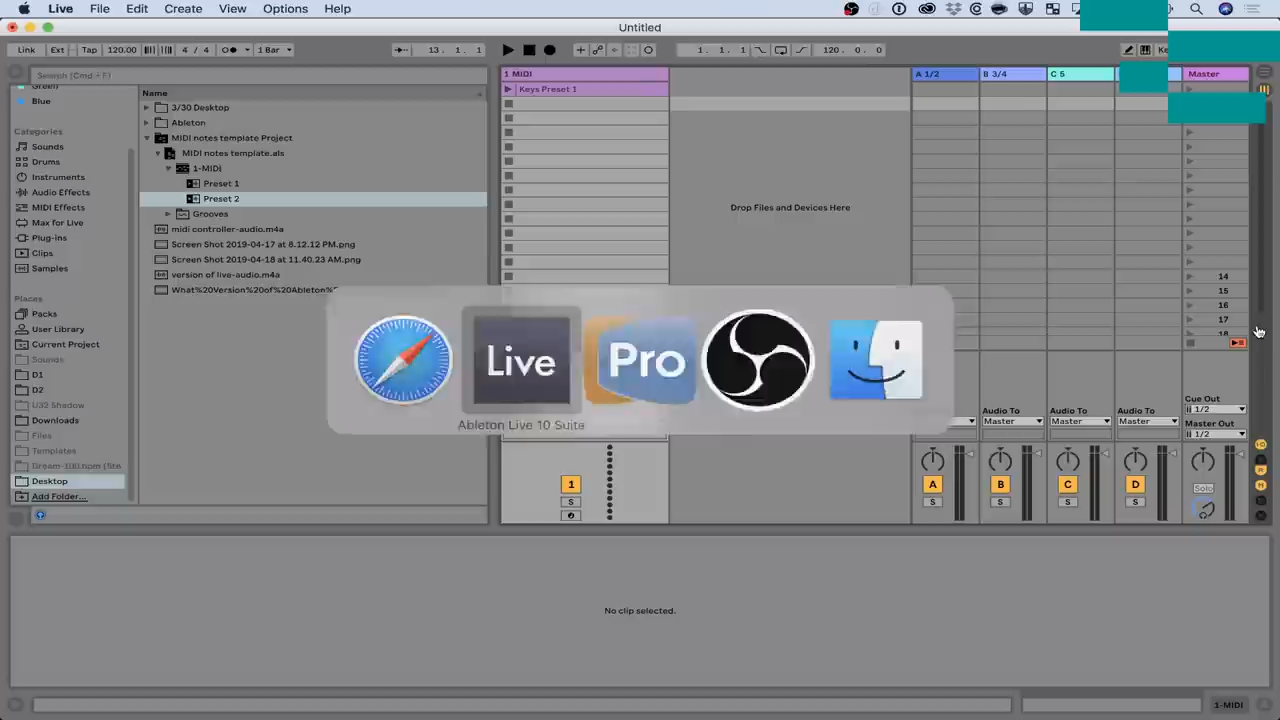 Live File Edit Create View Options Help
Untitled
Link Ext Tap 120.00 4 / 4 1 Bar 13. 1. 1 1. 1. 1 120. 0. 0
Search (Cmd + F)
Green
Blue
Categories
Sounds
Drums
Instruments
Audio Effects
MIDI Effects
Max for Live
Plug-ins
Clips
Samples
Places
Packs
User Library
Current Project
Sounds
D1
D2
U32 Shadow
Downloads
Files
Templates
Desktop
Add Folder...
Name
3/30 Desktop
Ableton
MIDI notes template Project
MIDI notes template.als
1-MIDI
Preset 1
Preset 2
Grooves
midi controller-audio.m4a
Screen Shot 2019-04-17 at 6.12.12 PM.png
Screen Shot 2019-04-18 at 11.40.23 AM.png
version of live-audio.m4a
What%20Version%20of%20Ableton%
1 MIDI
Keys Preset 1
Drop Files and Devices Here
A 1/2 B 3/4 C 5 Master
14
15
16
17
18
Live
Pro
Ableton Live 10 Suite
Cue Out
1/2
Master Out
1/2
Audio To Audio To Audio To
Master Master Master
1 A B C D Solo
S S S S S
No clip selected.
1-MIDI